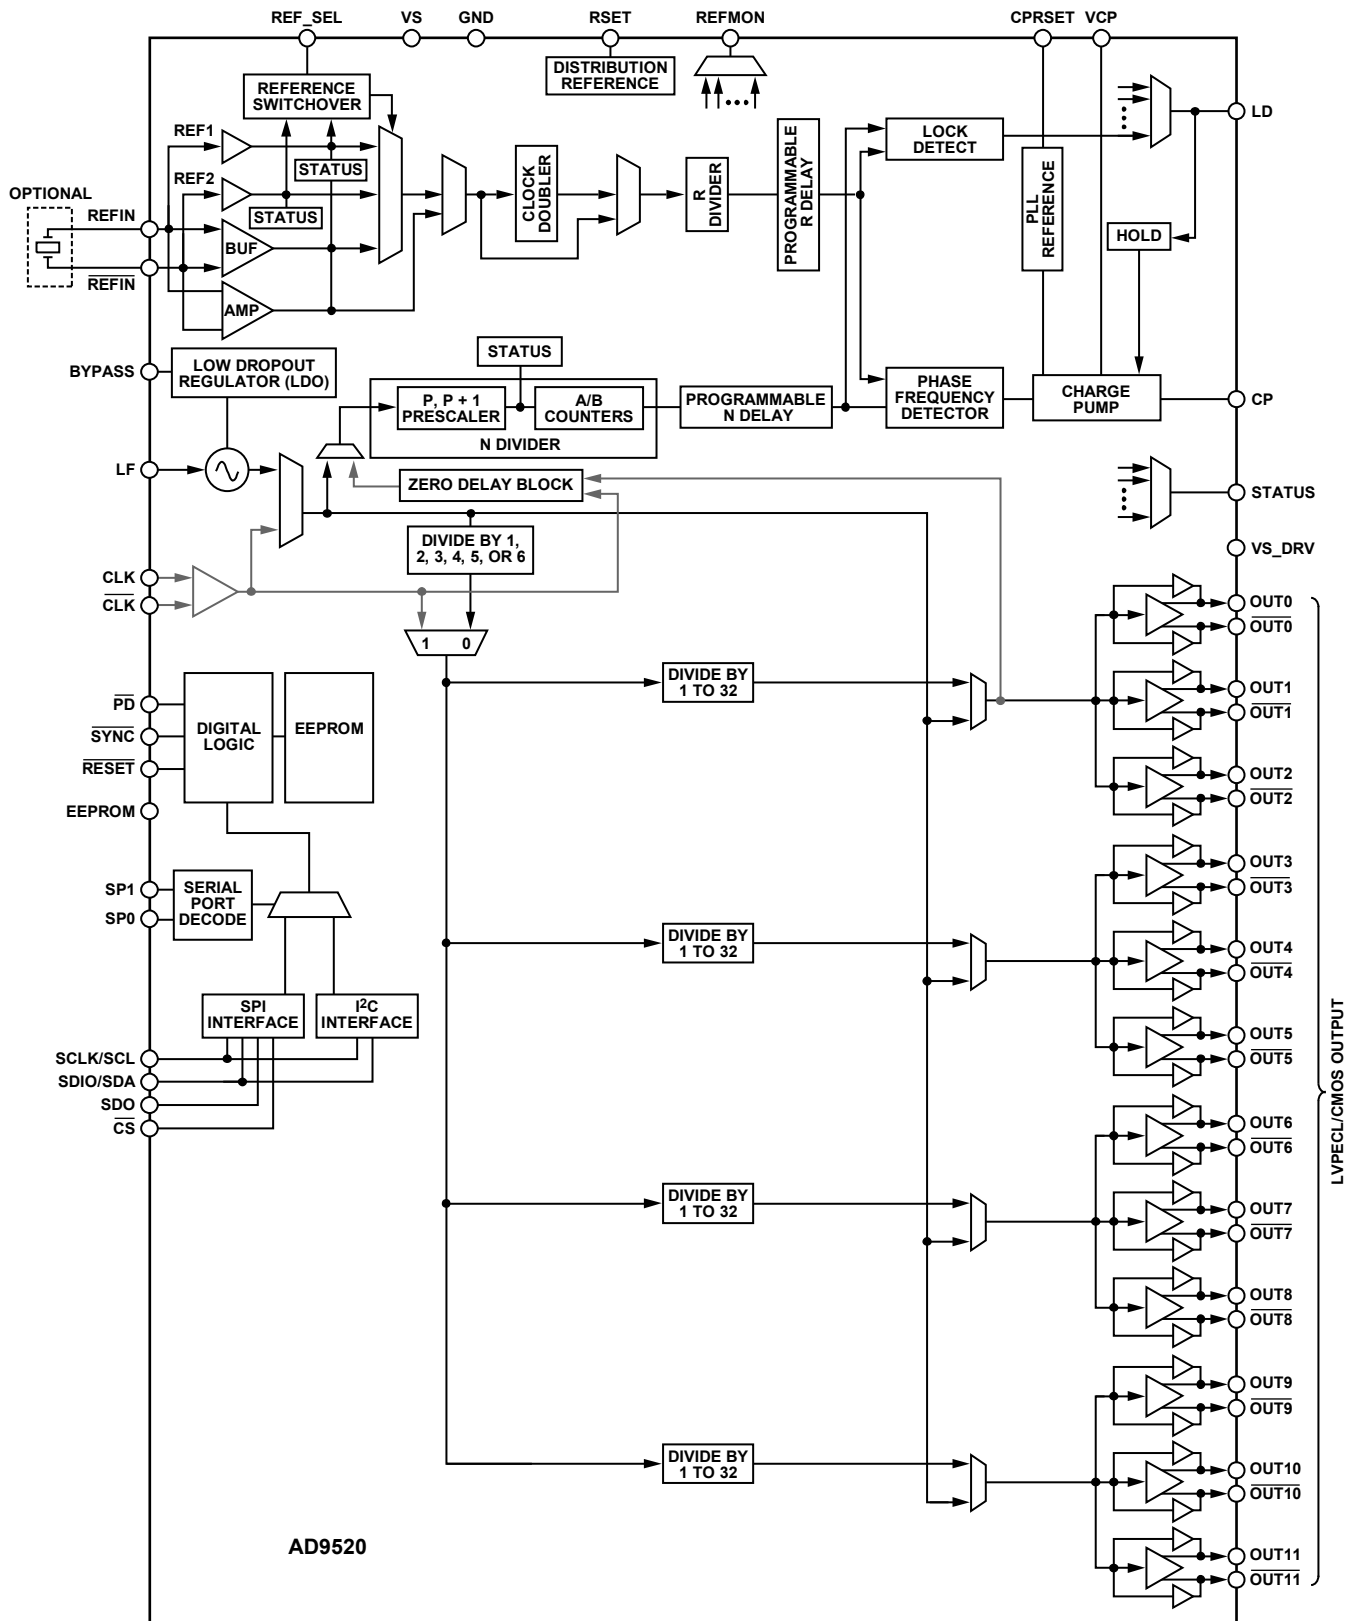 REF_SEL
VS
GND
RSET
REFMON
CPRSET
VCP
DISTRIBUTION
REFERENCE
REFERENCE
SWITCHOVER
LD
REF1
REF2
STATUS
STATUS
OPTIONAL
REFIN
REFIN
BUF
AMP
CLOCK
DOUBLER
R
DIVIDER
PROGRAMMABLE
R DELAY
LOCK
DETECT
PLL
REFERENCE
HOLD
BYPASS
LOW DROPOUT
REGULATOR (LDO)
STATUS
P, P + 1
PRESCALER
A/B
COUNTERS
N DIVIDER
PROGRAMMABLE
N DELAY
PHASE
FREQUENCY
DETECTOR
CHARGE
PUMP
CP
LF
ZERO DELAY BLOCK
STATUS
DIVIDE BY 1,
2, 3, 4, 5, OR 6
VS_DRV
CLK
CLK
1 0
OUT0
OUT0
DIVIDE BY
1 TO 32
OUT1
OUT1
PD
SYNC
RESET
DIGITAL
LOGIC
EEPROM
OUT2
OUT2
EEPROM
OUT3
OUT3
SP1
SP0
SERIAL
PORT
DECODE
DIVIDE BY
1 TO 32
OUT4
OUT4
SPI
INTERFACE
I2C
INTERFACE
OUT5
OUT5
SCLK/SCL
SDIO/SDA
SDO
CS
OUT6
OUT6
LVPECL/CMOS OUTPUT
DIVIDE BY
1 TO 32
OUT7
OUT7
OUT8
OUT8
OUT9
OUT9
DIVIDE BY
1 TO 32
OUT10
OUT10
AD9520
OUT11
OUT11